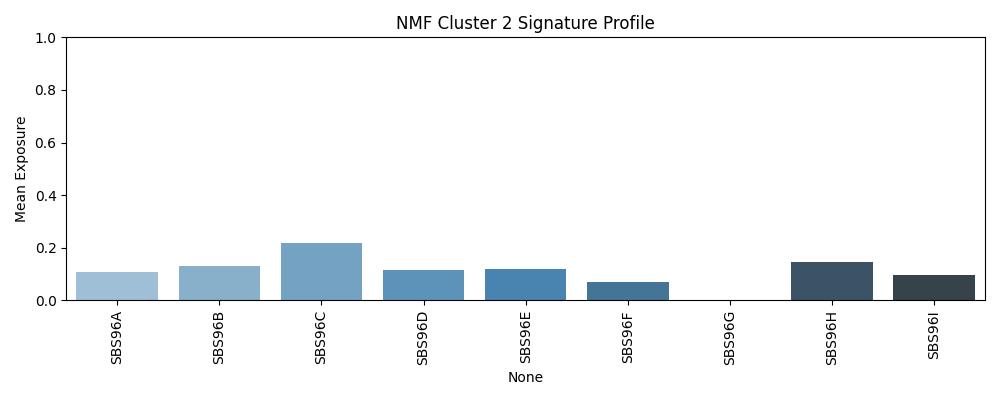 NMF Cluster 2 Signature Profile
1.0
0.8
0.6
0.4
0.2
0.0
Mean Exposure
SBS96A
SBS96B
SBS96C
SBS96D
SBS96E
SBS96F
SBS96G
SBS96H
SBS96I
None